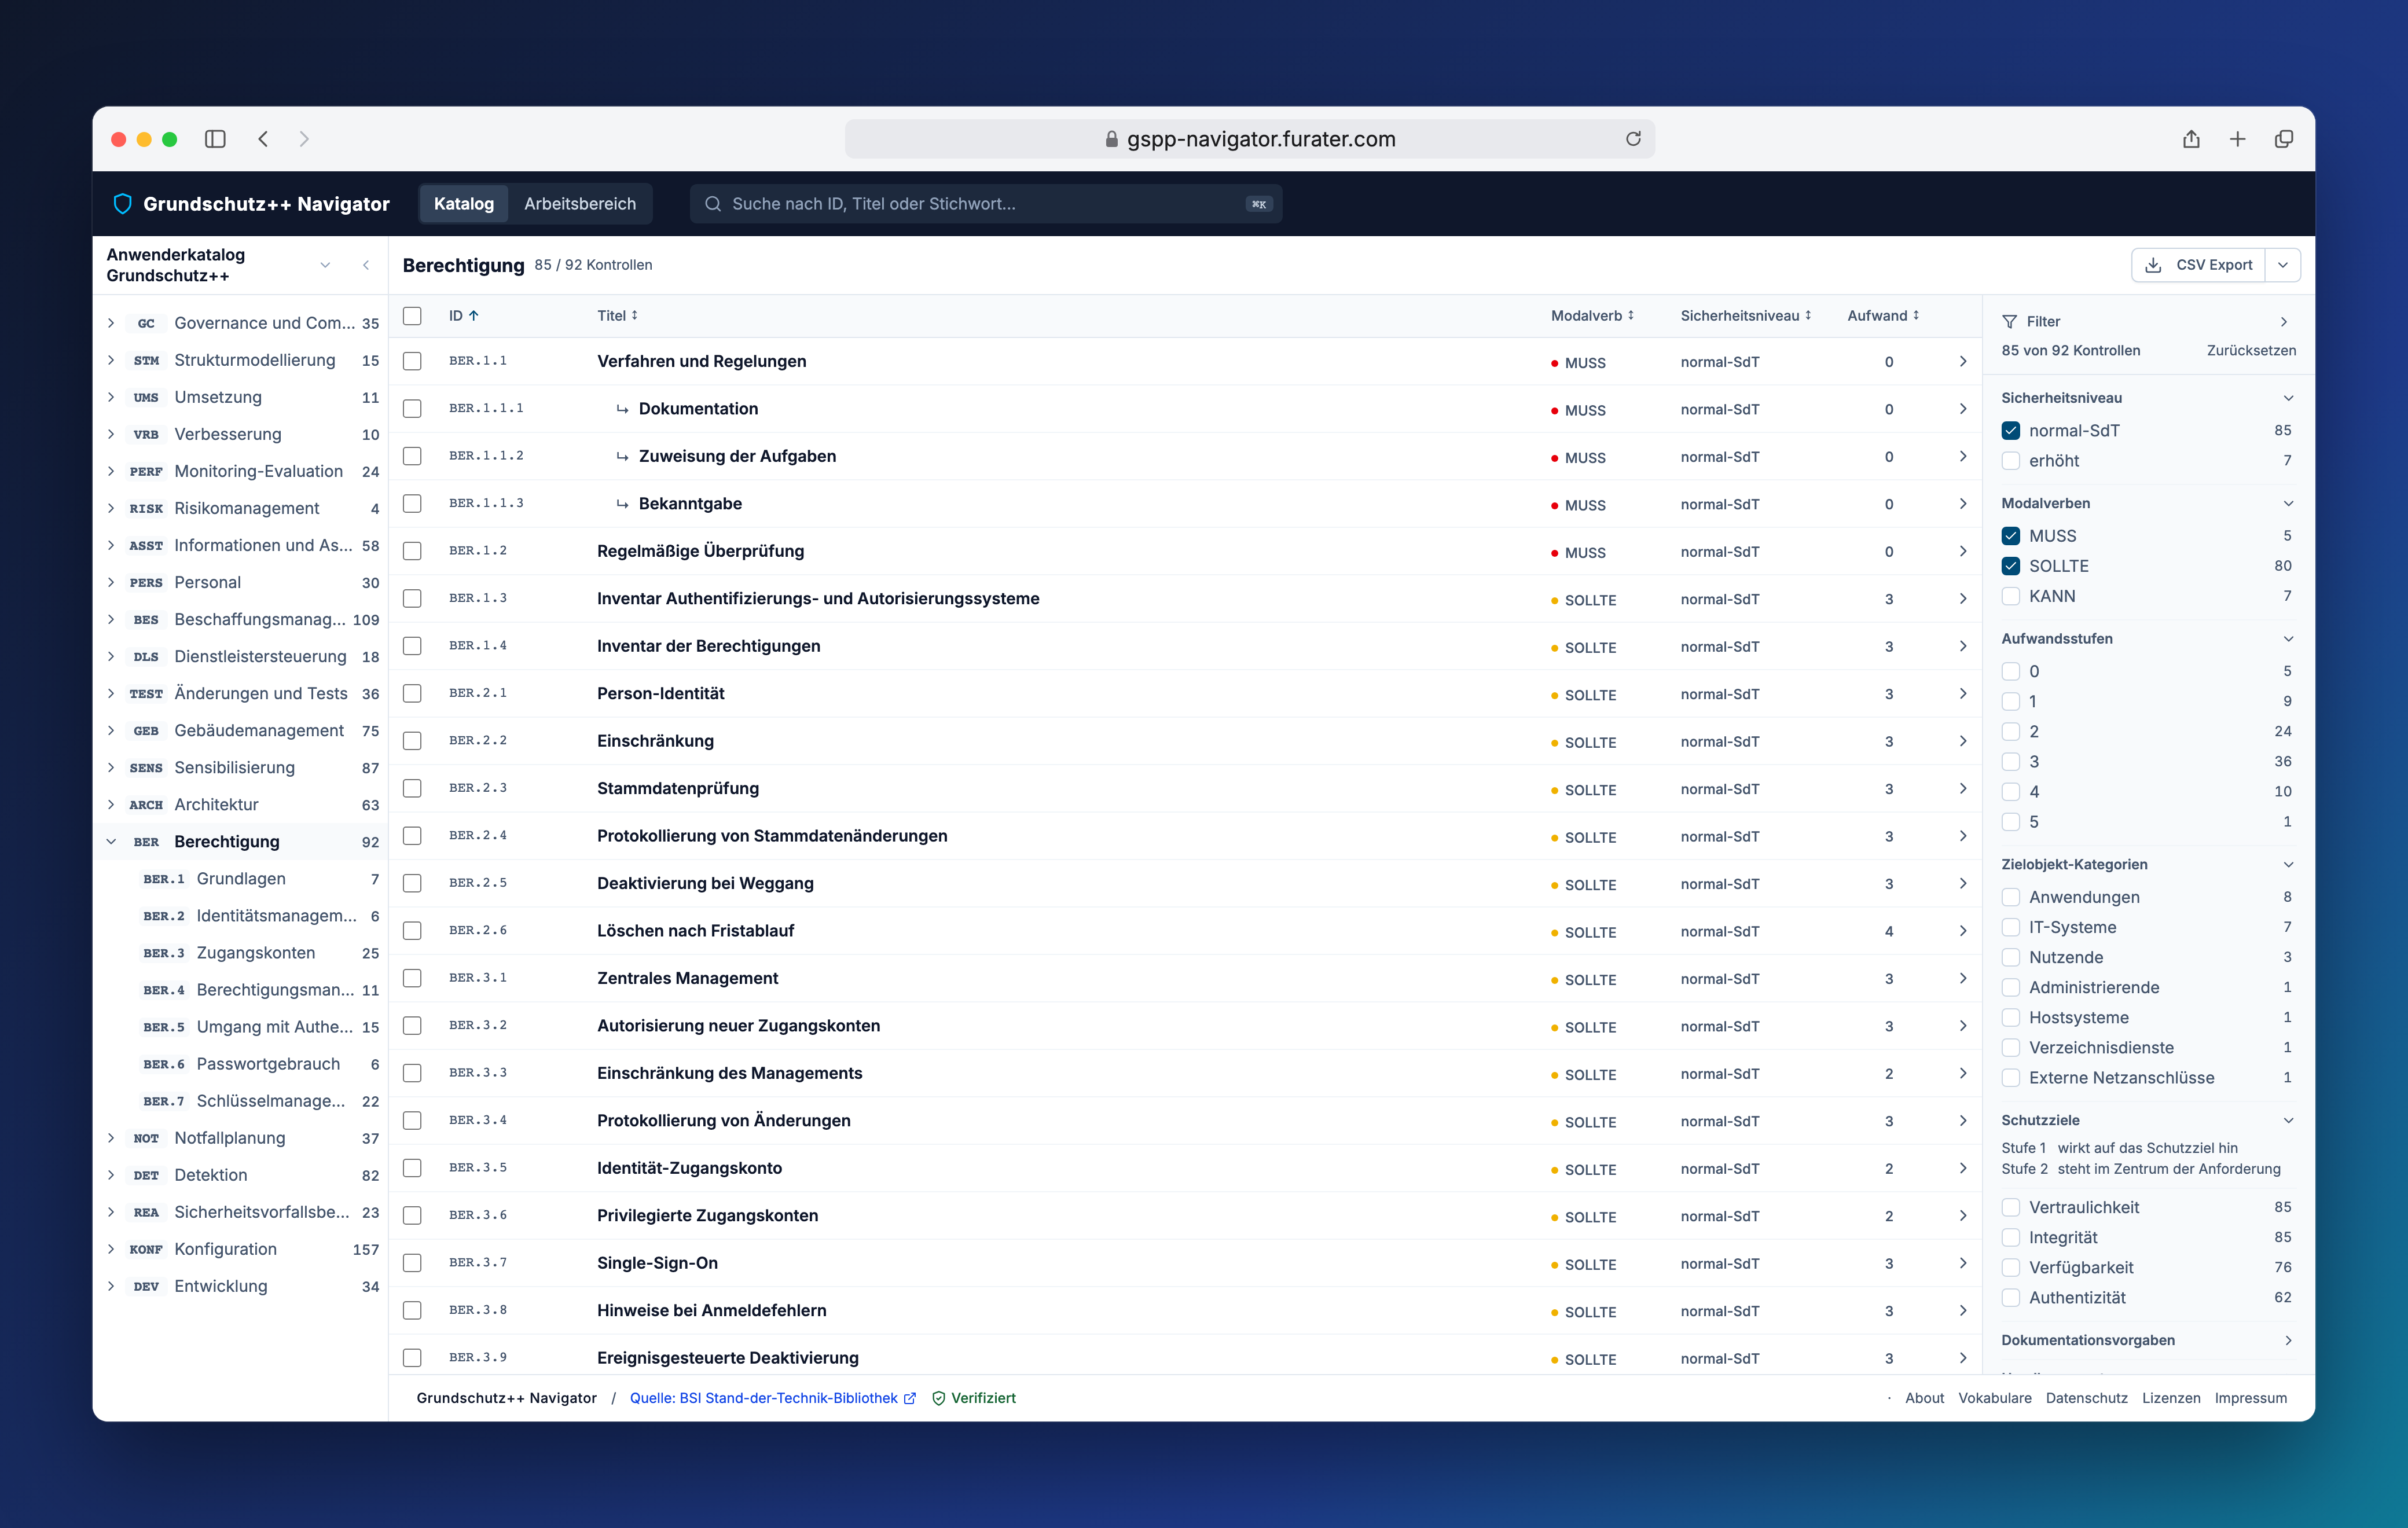 gspp-navigator.furater.com
Grundschutz++ Navigator
Katalog
Arbeitsbereich
Suche nach ID, Titel oder Stichwort...
⌘K
Anwenderkatalog
Grundschutz++
GC Governance und Com... 35
STM Strukturmodellierung 15
UMS Umsetzung 11
VRB Verbesserung 10
PERF Monitoring-Evaluation 24
RISK Risikomanagement 4
ASST Informationen und As... 58
PERS Personal 30
BES Beschaffungsmanag... 109
DLS Dienstleistersteuerung 18
TEST Änderungen und Tests 36
GEB Gebäudemanagement 75
SENS Sensibilisierung 87
ARCH Architektur 63
BER Berechtigung 92
BER.1 Grundlagen 7
BER.2 Identitätsmanagem... 6
BER.3 Zugangskonten 25
BER.4 Berechtigungsman... 11
BER.5 Umgang mit Authe... 15
BER.6 Passwortgebrauch 6
BER.7 Schlüsselmanage... 22
NOT Notfallplanung 37
DET Detektion 82
REA Sicherheitsvorfallsbe... 23
KONF Konfiguration 157
DEV Entwicklung 34
Berechtigung 85 / 92 Kontrollen
CSV Export
ID Titel Modalverb Sicherheitsniveau Aufwand
BER.1.1 Verfahren und Regelungen MUSS normal-SdT 0
BER.1.1.1 Dokumentation MUSS normal-SdT 0
BER.1.1.2 Zuweisung der Aufgaben MUSS normal-SdT 0
BER.1.1.3 Bekanntgabe MUSS normal-SdT 0
BER.1.2 Regelmäßige Überprüfung MUSS normal-SdT 0
BER.1.3 Inventar Authentifizierungs- und Autorisierungssysteme SOLLTE normal-SdT 3
BER.1.4 Inventar der Berechtigungen SOLLTE normal-SdT 3
BER.2.1 Person-Identität SOLLTE normal-SdT 3
BER.2.2 Einschränkung SOLLTE normal-SdT 3
BER.2.3 Stammdatenprüfung SOLLTE normal-SdT 3
BER.2.4 Protokollierung von Stammdatenänderungen SOLLTE normal-SdT 3
BER.2.5 Deaktivierung bei Weggang SOLLTE normal-SdT 3
BER.2.6 Löschen nach Fristablauf SOLLTE normal-SdT 4
BER.3.1 Zentrales Management SOLLTE normal-SdT 3
BER.3.2 Autorisierung neuer Zugangskonten SOLLTE normal-SdT 3
BER.3.3 Einschränkung des Managements SOLLTE normal-SdT 2
BER.3.4 Protokollierung von Änderungen SOLLTE normal-SdT 3
BER.3.5 Identität-Zugangskonto SOLLTE normal-SdT 2
BER.3.6 Privilegierte Zugangskonten SOLLTE normal-SdT 2
BER.3.7 Single-Sign-On SOLLTE normal-SdT 3
BER.3.8 Hinweise bei Anmeldefehlern SOLLTE normal-SdT 3
BER.3.9 Ereignisgesteuerte Deaktivierung SOLLTE normal-SdT 3
Filter
85 von 92 Kontrollen Zurücksetzen
Sicherheitsniveau
normal-SdT 85
erhöht 7
Modalverben
MUSS 5
SOLLTE 80
KANN 7
Aufwandsstufen
0 5
1 9
2 24
3 36
4 10
5 1
Zielobjekt-Kategorien
Anwendungen 8
IT-Systeme 7
Nutzende 3
Administrierende 1
Hostsysteme 1
Verzeichnisdienste 1
Externe Netzanschlüsse 1
Schutzziele
Stufe 1 wirkt auf das Schutzziel hin
Stufe 2 steht im Zentrum der Anforderung
Vertraulichkeit 85
Integrität 85
Verfügbarkeit 76
Authentizität 62
Dokumentationsvorgaben
Grundschutz++ Navigator / Quelle: BSI Stand-der-Technik-Bibliothek Verifiziert
· About Vokabulare Datenschutz Lizenzen Impressum